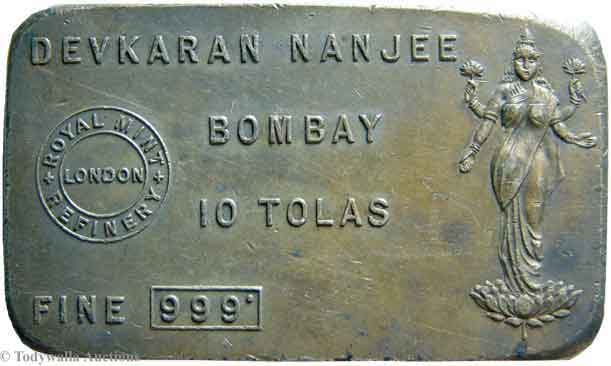 DEVKARAN NANJEE
BOMBAY
ROYAL MINT
LONDON
REFINERY
10 TOLAS
FINE 999°
© Todywalla Auctions